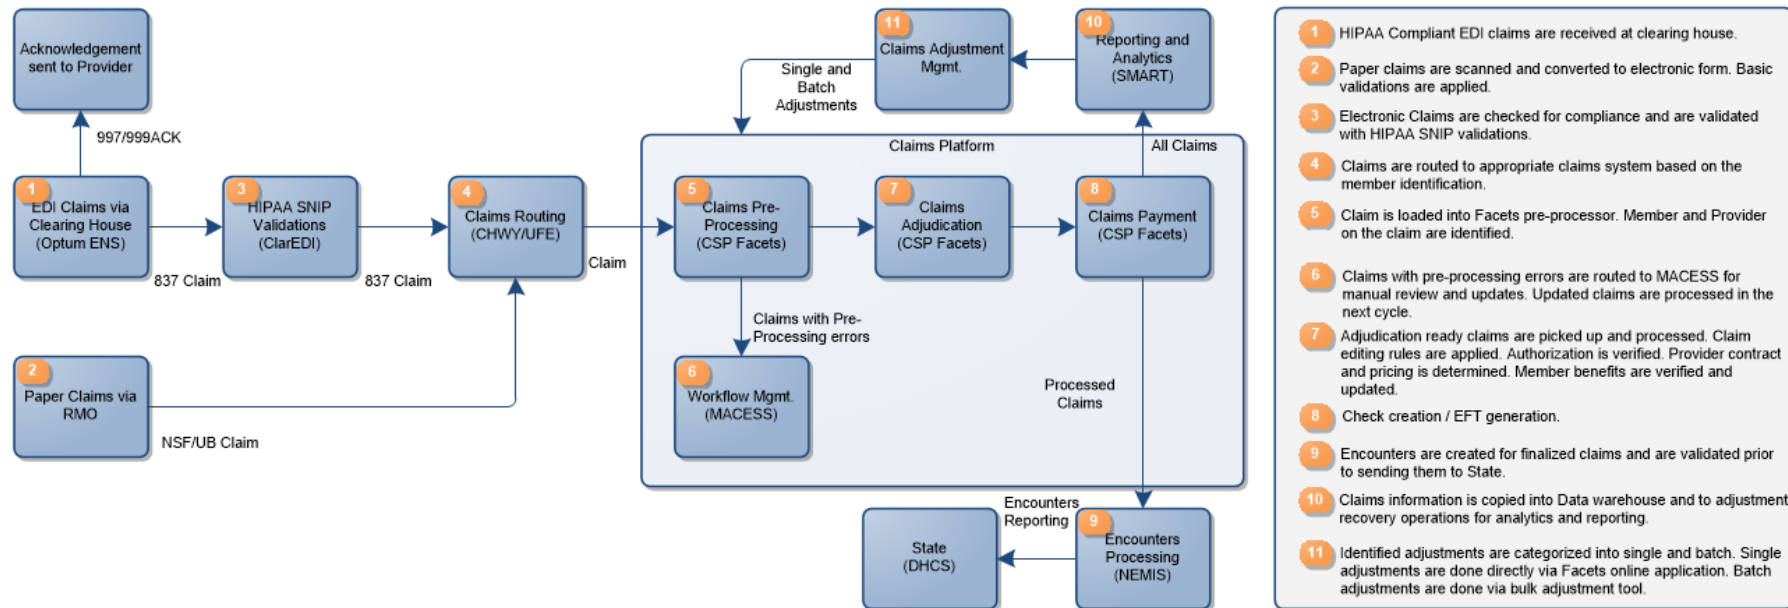 Acknowledgement
sent to Provider
997/999ACK
1
EDI Claims via
Clearing House
(Optum ENS)
837 Claim
3
HIPAA SNIP
Validations
(ClarEDI)
837 Claim
4
Claims Routing
(CHWY/UFE)
Claim
2
Paper Claims via
RMO
NSF/UB Claim
11
Claims Adjustment
Mgmt.
Single and
Batch
Adjustments
10
Reporting and
Analytics
(SMART)
Claims Platform
All Claims
5
Claims Pre-
Processing
(CSP Facets)
7
Claims
Adjudication
(CSP Facets)
8
Claims Payment
(CSP Facets)
Claims with Pre-
Processing errors
6
Workflow Mgmt.
(MACESS)
Processed
Claims
Encounters
Reporting
State
(DHCS)
9
Encounters
Processing
(NEMIS)
1 HIPAA Compliant EDI claims are received at clearing house.
2 Paper claims are scanned and converted to electronic form. Basic
validations are applied.
3 Electronic Claims are checked for compliance and are validated
with HIPAA SNIP validations.
4 Claims are routed to appropriate claims system based on the
member identification.
5 Claim is loaded into Facets pre-processor. Member and Provider
on the claim are identified.
6 Claims with pre-processing errors are routed to MACESS for
manual review and updates. Updated claims are processed in the
next cycle.
7 Adjudication ready claims are picked up and processed. Claim
editing rules are applied. Authorization is verified. Provider contract
and pricing is determined. Member benefits are verified and
updated.
8 Check creation / EFT generation.
9 Encounters are created for finalized claims and are validated prior
to sending them to State.
10 Claims information is copied into Data warehouse and to adjustment
recovery operations for analytics and reporting.
11 Identified adjustments are categorized into single and batch. Single
adjustments are done directly via Facets online application. Batch
adjustments are done via bulk adjustment tool.